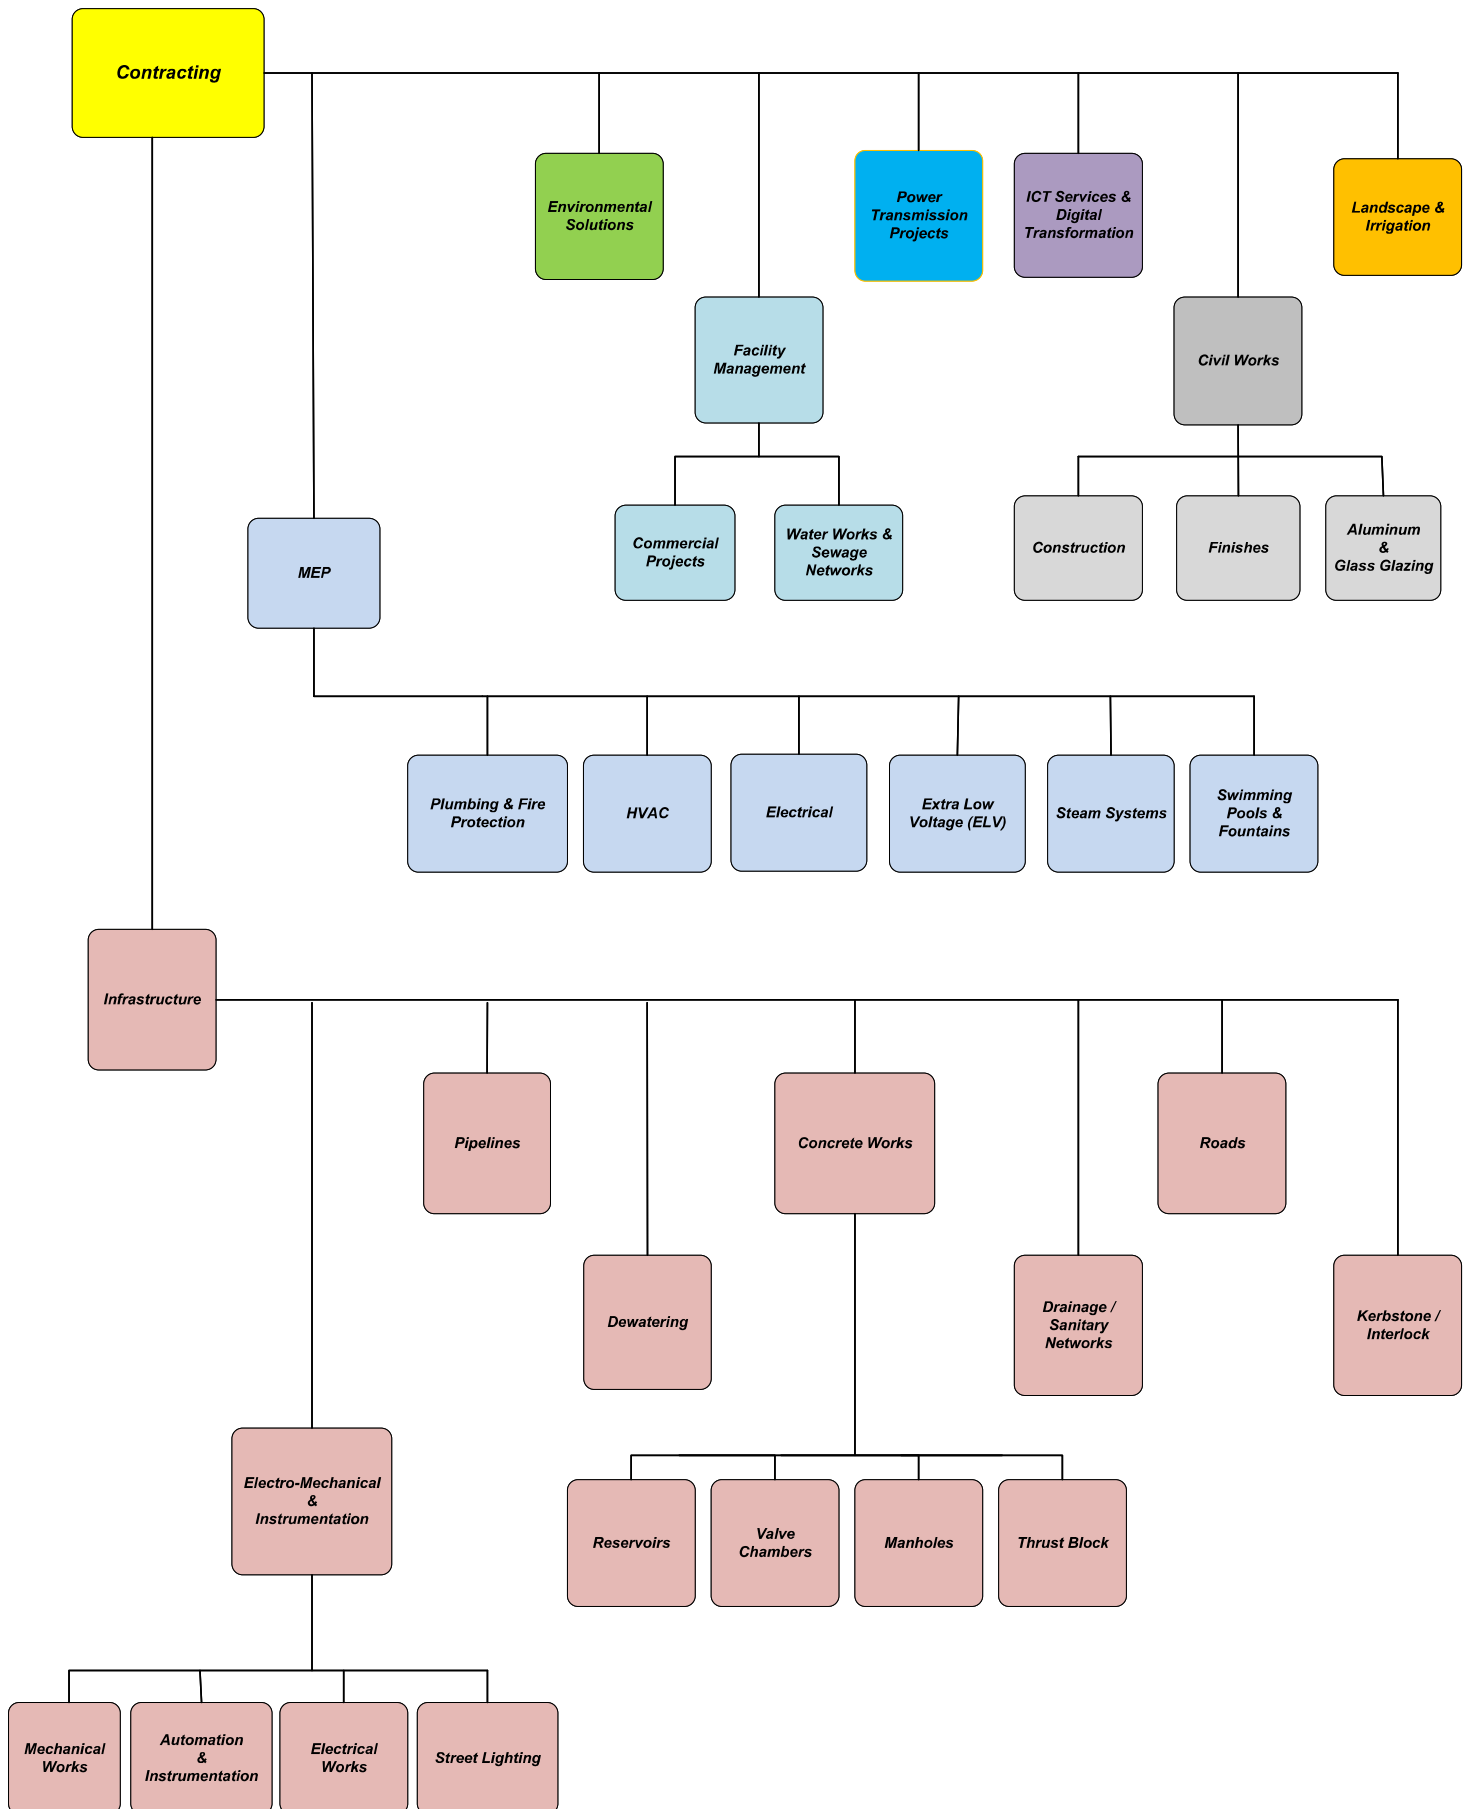 Contracting
Environmental
Solutions
Power
Transmission
Projects
ICT Services &
Digital
Transformation
Landscape &
Irrigation
Facility
Management
Civil Works
Commercial
Projects
Water Works &
Sewage
Networks
Construction
Finishes
Aluminum
&
Glass Glazing
MEP
Plumbing & Fire
Protection
HVAC
Electrical
Extra Low
Voltage (ELV)
Steam Systems
Swimming
Pools &
Fountains
Infrastructure
Pipelines
Concrete Works
Roads
Dewatering
Drainage /
Sanitary
Networks
Kerbstone /
Interlock
Electro-Mechanical
&
Instrumentation
Reservoirs
Valve
Chambers
Manholes
Thrust Block
Mechanical
Works
Automation
&
Instrumentation
Electrical
Works
Street Lighting